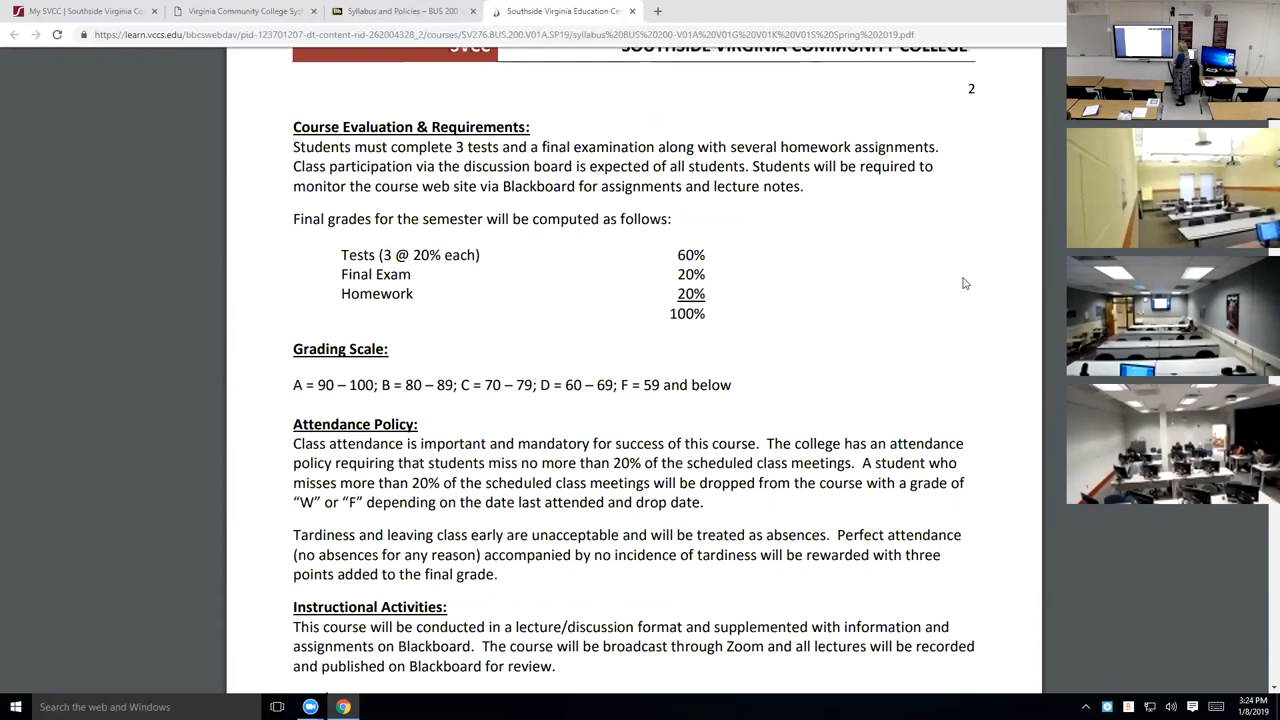 My SVCC | Southside Virginia Co
Virginia Community College Sys
Syllabus and Policies – BUS 200
Southside Virginia Education Ce
https://learn.vccs.edu/bbcswebdav/pid-123701207-dt-content-rid-262004328_2/courses/SV276.BUS.200.V01A.SP19/syllabus%20BUS%20200-V01A%20V01G%20V01K%20V01S%20Spring%202019.pdf
SVCC
SOUTHSIDE VIRGINIA COMMUNITY COLLEGE
2
Course Evaluation & Requirements:
Students must complete 3 tests and a final examination along with several homework assignments.
Class participation via the discussion board is expected of all students. Students will be required to
monitor the course web site via Blackboard for assignments and lecture notes.
Final grades for the semester will be computed as follows:
Tests (3 @ 20% each) 60%
Final Exam 20%
Homework 20%
100%
Grading Scale:
A = 90 – 100; B = 80 – 89; C = 70 – 79; D = 60 – 69; F = 59 and below
Attendance Policy:
Class attendance is important and mandatory for success of this course. The college has an attendance
policy requiring that students miss no more than 20% of the scheduled class meetings. A student who
misses more than 20% of the scheduled class meetings will be dropped from the course with a grade of
“W” or “F” depending on the date last attended and drop date.
Tardiness and leaving class early are unacceptable and will be treated as absences. Perfect attendance
(no absences for any reason) accompanied by no incidence of tardiness will be rewarded with three
points added to the final grade.
Instructional Activities:
This course will be conducted in a lecture/discussion format and supplemented with information and
assignments on Blackboard. The course will be broadcast through Zoom and all lectures will be recorded
and published on Blackboard for review.
Search the web and Windows
3:24 PM
1/8/2019